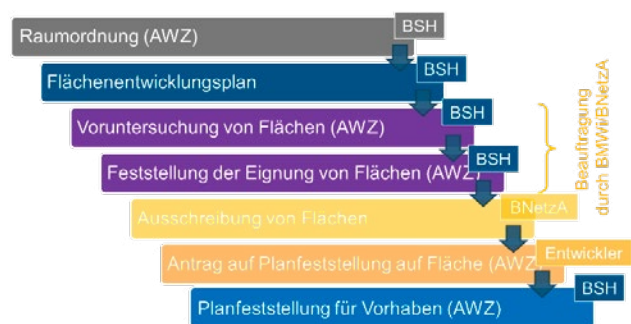 BSH
Raumordnung (AWZ)
BSH
Flächenentwicklungsplan
BSH
Voruntersuchung von Flächen (AWZ)
BSH
Feststellung der Eignung von Flächen (AWZ)
BNetzA
Ausschreibung von Flächen
Entwickler
Antrag auf Planfeststellung auf Fläche (AWZ)
BSH
Planfeststellung für Vorhaben (AWZ)
Beauftragung
durch BMWi/BNetzA